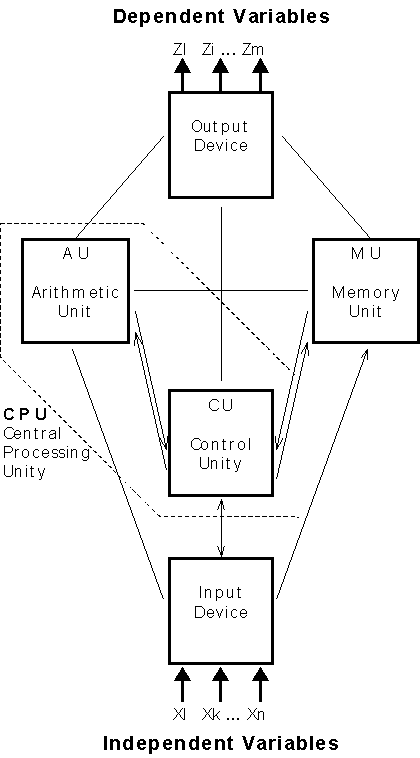 Dependent Variables
Zl Zi ... Zm
Output
Device
A U
Arithmetic
Unit
M U
Memory
Unit
CU
Control
Unity
CPU
Central
Processing
Unity
Input
Device
Xl Xk ... Xn
Independent Variables